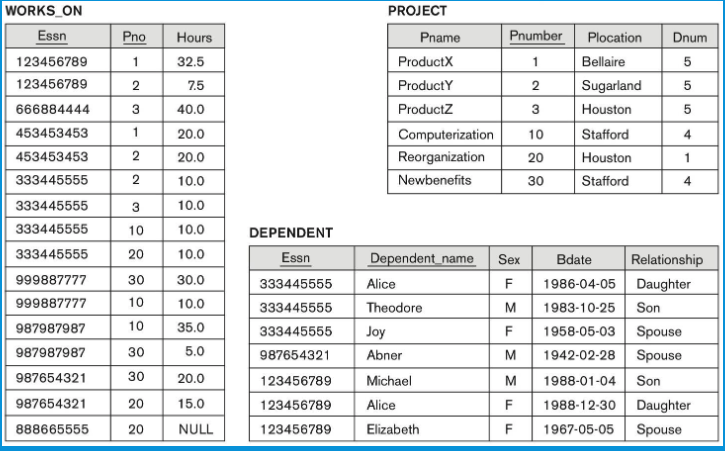 WORKS_ON
Essn Pno Hours
123456789 1 32.5
123456789 2 7.5
666884444 3 40.0
453453453 1 20.0
453453453 2 20.0
333445555 2 10.0
333445555 3 10.0
333445555 10 10.0
333445555 20 10.0
999887777 30 30.0
999887777 10 10.0
987987987 10 35.0
987987987 30 5.0
987654321 30 20.0
987654321 20 15.0
888665555 20 NULL
PROJECT
Pname Pnumber Plocation Dnum
ProductX 1 Bellaire 5
ProductY 2 Sugarland 5
ProductZ 3 Houston 5
Computerization 10 Stafford 4
Reorganization 20 Houston 1
Newbenefits 30 Stafford 4
DEPENDENT
Essn Dependent_name Sex Bdate Relationship
333445555 Alice F 1986-04-05 Daughter
333445555 Theodore M 1983-10-25 Son
333445555 Joy F 1958-05-03 Spouse
987654321 Abner M 1942-02-28 Spouse
123456789 Michael M 1988-01-04 Son
123456789 Alice F 1988-12-30 Daughter
123456789 Elizabeth F 1967-05-05 Spouse